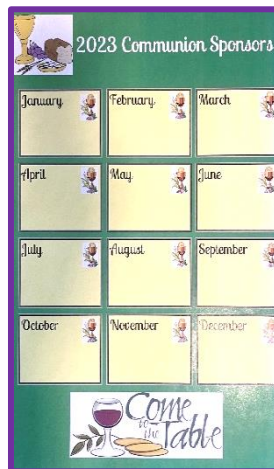 2023 Communion Sponsors
January February March
April May June
July August September
October November December
Come
to the
Table